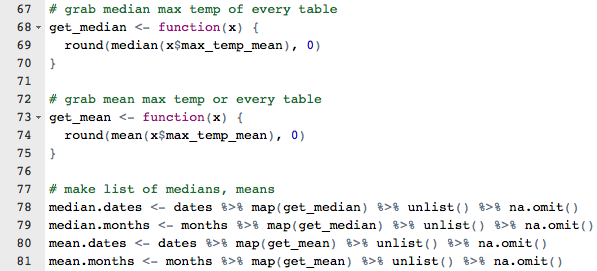 67 # grab median max temp of every table
68 get_median <- function(x) {
69   round(median(x$max_temp_mean), 0)
70 }
71
72 # grab mean max temp or every table
73 get_mean <- function(x) {
74   round(mean(x$max_temp_mean), 0)
75 }
76
77 # make list of medians, means
78 median.dates <- dates %>% map(get_median) %>% unlist() %>% na.omit()
79 median.months <- months %>% map(get_median) %>% unlist() %>% na.omit()
80 mean.dates <- dates %>% map(get_mean) %>% unlist() %>% na.omit()
81 mean.months <- months %>% map(get_mean) %>% unlist() %>% na.omit()